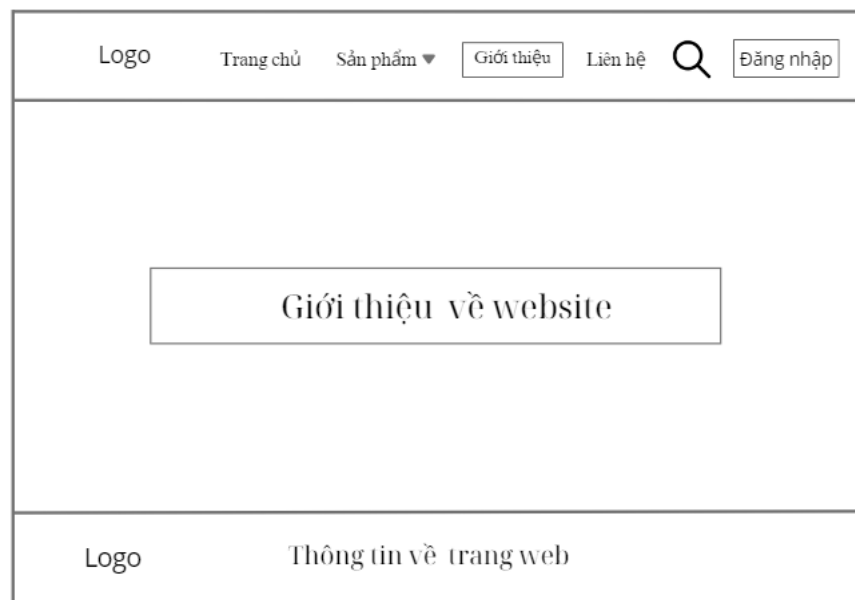 Logo Trang chủ Sản phẩm Giới thiệu Liên hệ Đăng nhập
Giới thiệu về website
Logo Thông tin về trang web